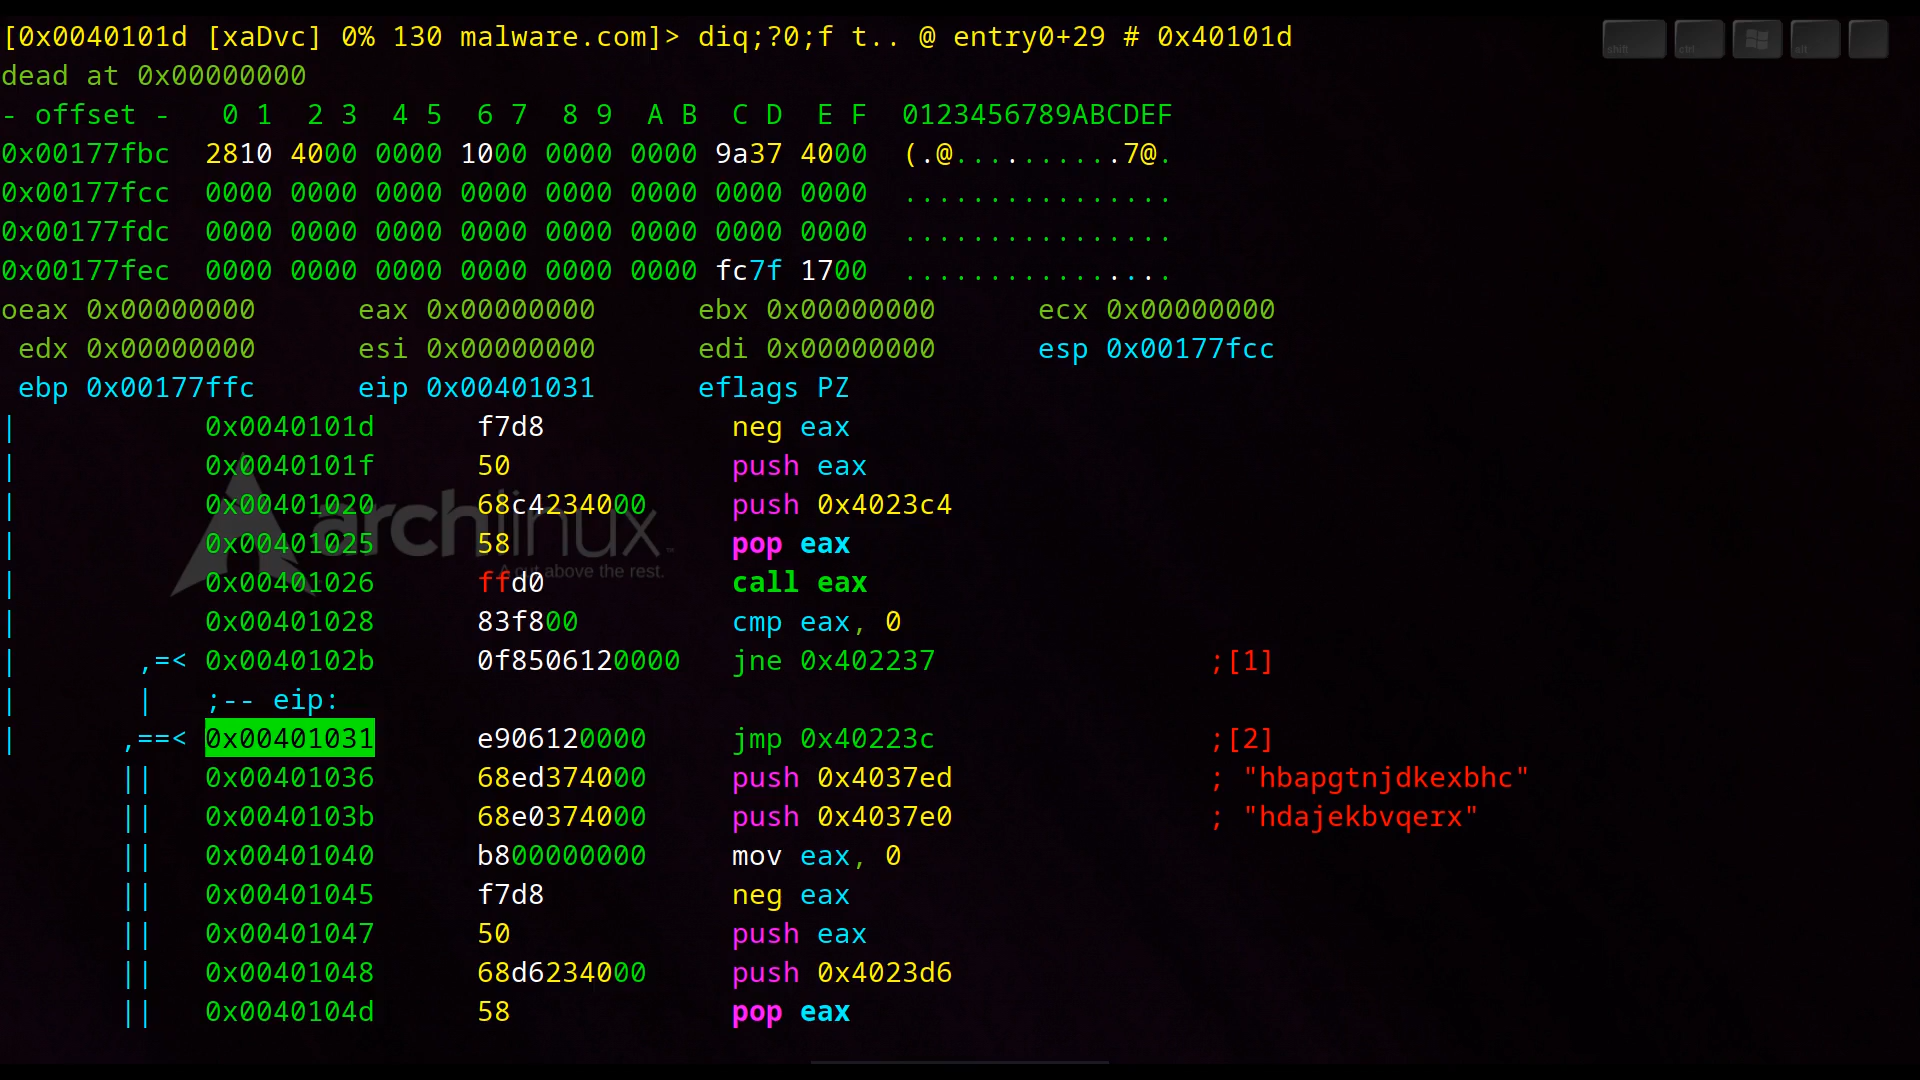 [0x0040101d [xaDvc] 0% 130 malware.com]> diq;?0;f t.. @ entry0+29 # 0x40101d
shift ctrl alt
dead at 0x00000000
- offset -   0 1  2 3  4 5  6 7  8 9  A B  C D  E F  0123456789ABCDEF
0x00177fbc  2810 4000 0000 1000 0000 0000 9a37 4000  (.@..........7@.
0x00177fcc  0000 0000 0000 0000 0000 0000 0000 0000  ................
0x00177fdc  0000 0000 0000 0000 0000 0000 0000 0000  ................
0x00177fec  0000 0000 0000 0000 0000 0000 fc7f 1700  ................
oeax 0x00000000      eax 0x00000000      ebx 0x00000000      ecx 0x00000000
 edx 0x00000000      esi 0x00000000      edi 0x00000000      esp 0x00177fcc
 ebp 0x00177ffc      eip 0x00401031      eflags PZ
|           0x0040101d      f7d8           neg eax
|           0x0040101f      50             push eax
|           0x00401020      68c4234000     push 0x4023c4
|           0x00401025      58             pop eax
|           0x00401026      ffd0           call eax
|           0x00401028      83f800         cmp eax, 0
|       ,=< 0x0040102b      0f8506120000   jne 0x402237                ;[1]
|       |   ;-- eip:
|      ,==< 0x00401031      e906120000     jmp 0x40223c                ;[2]
       ||   0x00401036      68ed374000     push 0x4037ed               ; "hbapgtnjdkexbhc"
       ||   0x0040103b      68e0374000     push 0x4037e0               ; "hdajekbvqerx"
       ||   0x00401040      b800000000     mov eax, 0
       ||   0x00401045      f7d8           neg eax
       ||   0x00401047      50             push eax
       ||   0x00401048      68d6234000     push 0x4023d6
       ||   0x0040104d      58             pop eax
archlinux™
A cut above the rest.